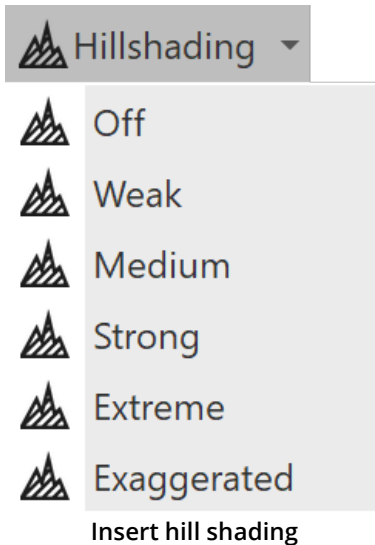 Hillshading
Off
Weak
Medium
Strong
Extreme
Exaggerated
Insert hill shading